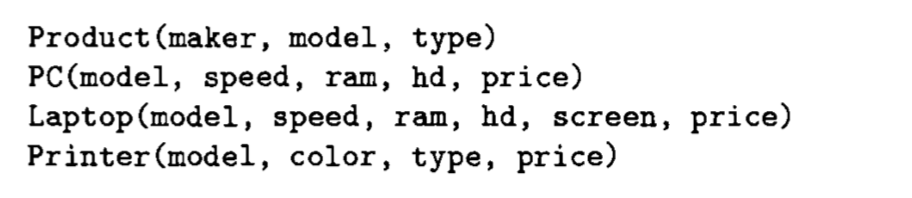 Product(maker, model, type)
PC(model, speed, ram, hd, price)
Laptop(model, speed, ram, hd, screen, price)
Printer(model, color, type, price)